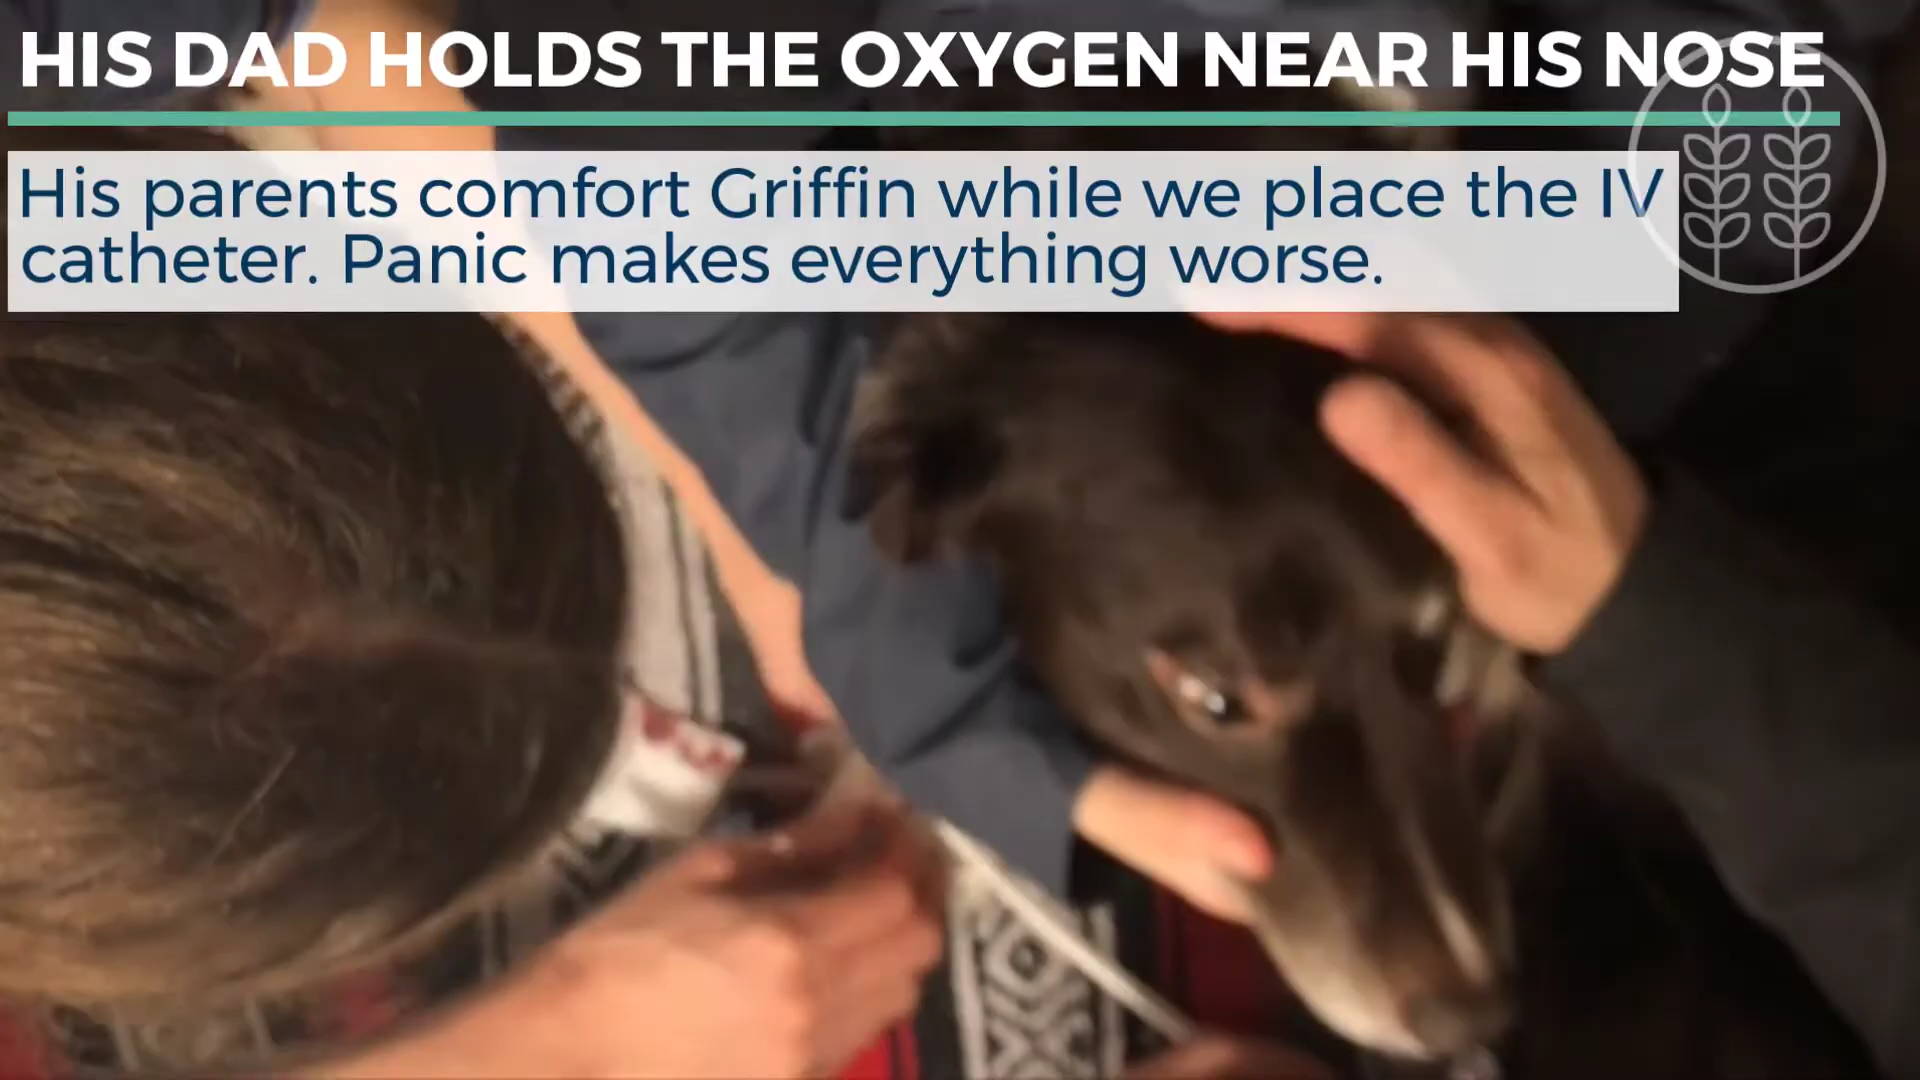 HIS DAD HOLDS THE OXYGEN NEAR HIS NOSE
His parents comfort Griffin while we place the IV
catheter. Panic makes everything worse.